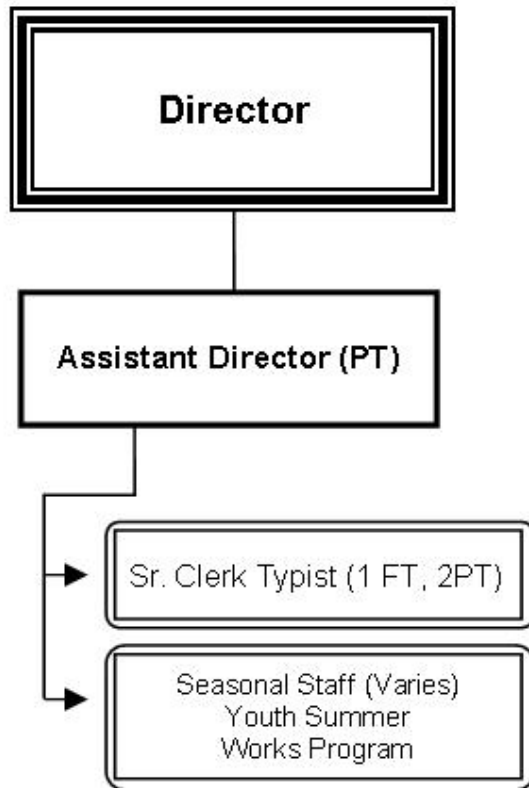 Director
Assistant Director (PT)
Sr. Clerk Typist (1 FT, 2PT)
Seasonal Staff (Varies)
Youth Summer
Works Program